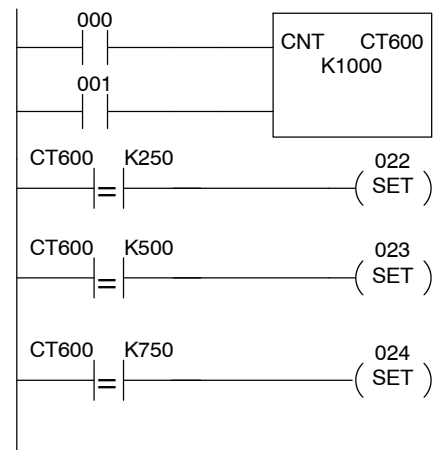 000
CNT CT600
K1000
001
CT600 K250
=
022
SET
CT600 K500
=
023
SET
CT600 K750
=
024
SET